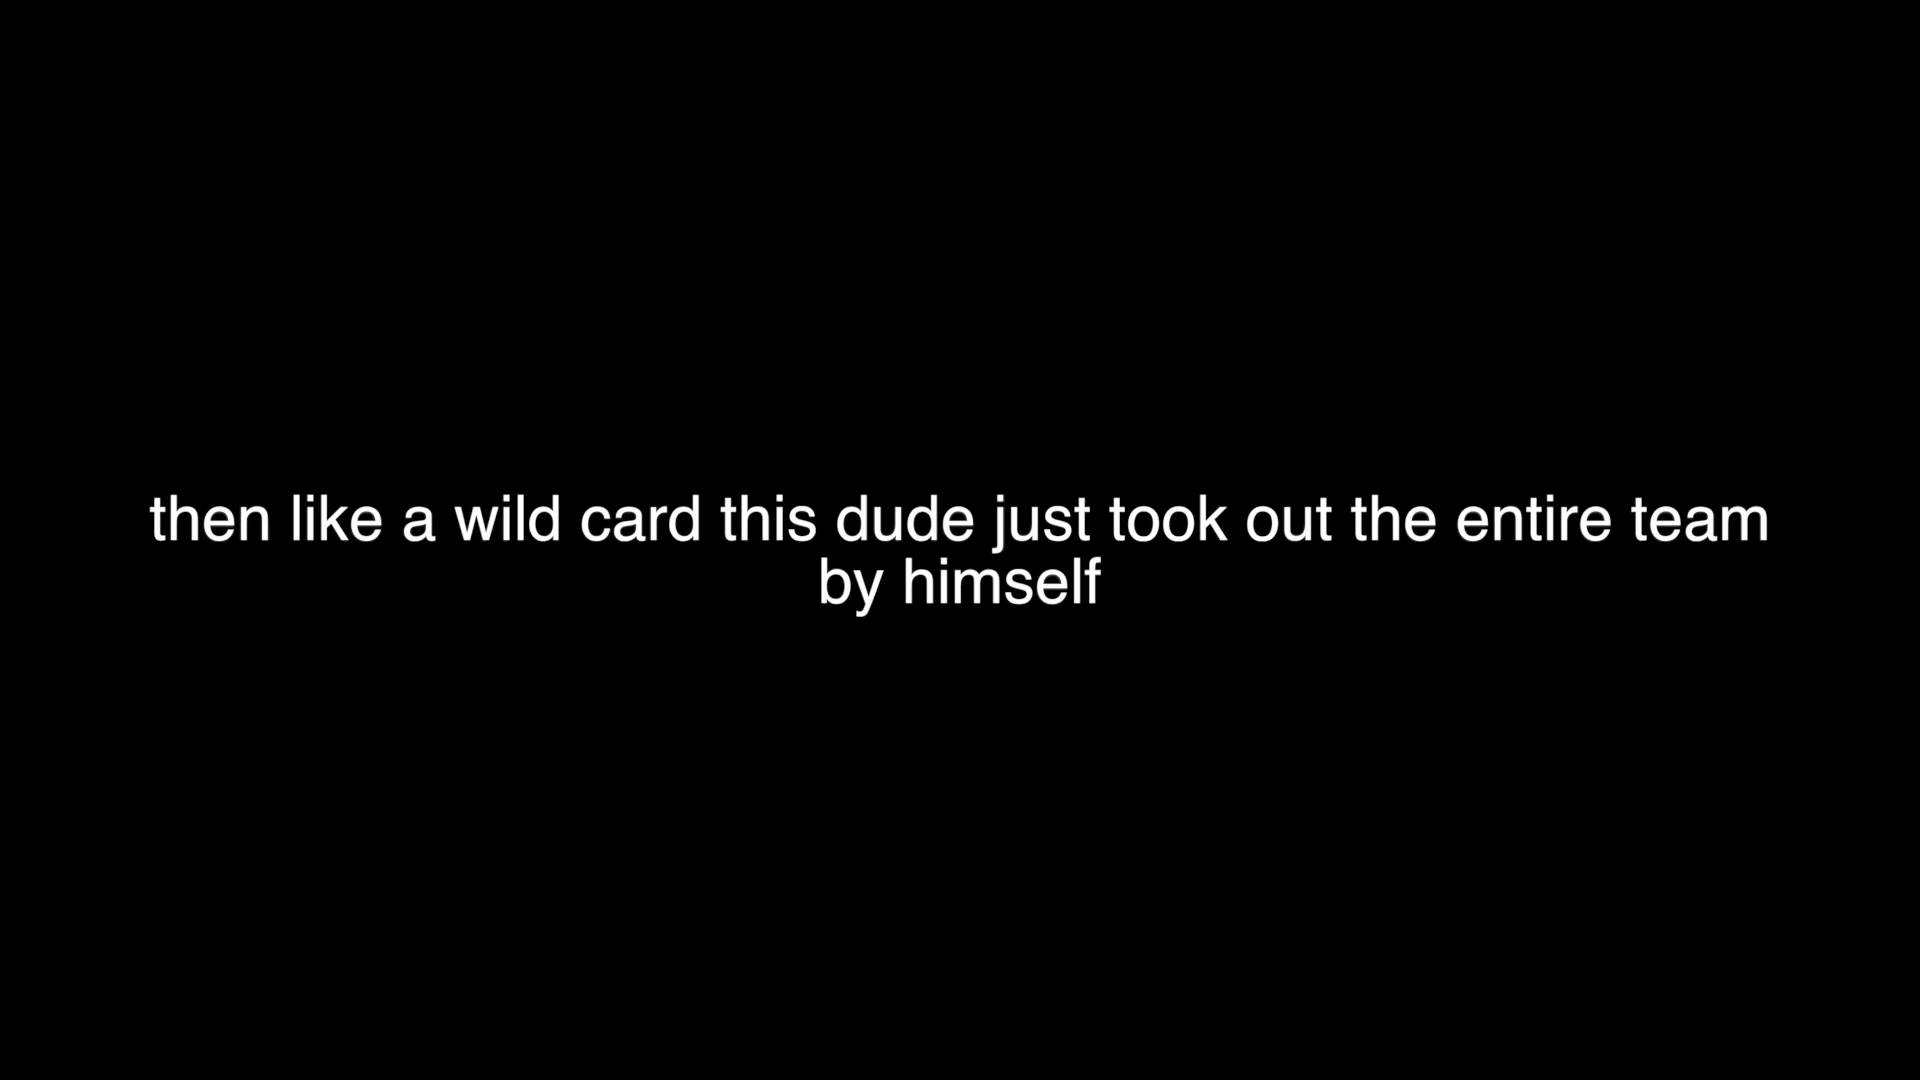 then like a wild card this dude just took out the entire team
by himself